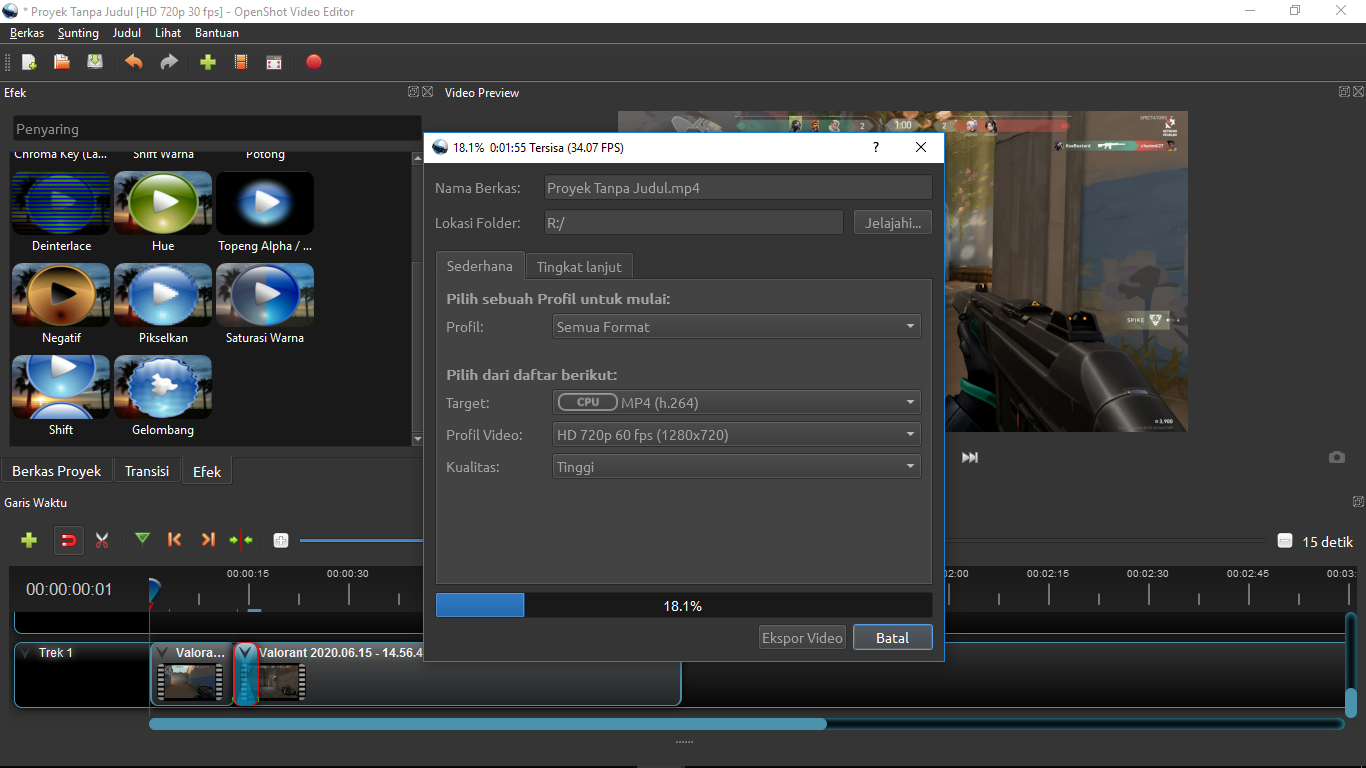 * Proyek Tanpa Judul [HD 720p 30 fps] - OpenShot Video Editor
Berkas Sunting Judul Lihat Bantuan
Efek
Video Preview
Penyaring
Chroma Key (La... Shift Warna Potong
Deinterlace Hue Topeng Alpha / ...
Negatif Pikselkan Saturasi Warna
Shift Gelombang
Berkas Proyek Transisi Efek
2 1:00 2
SPIKE
18.1% 0:01:55 Tersisa (34.07 FPS)
?
Nama Berkas: Proyek Tanpa Judul.mp4
Lokasi Folder: R:/ Jelajahi...
Sederhana Tingkat lanjut
Pilih sebuah Profil untuk mulai:
Profil: Semua Format
Pilih dari daftar berikut:
Target: CPU MP4 (h.264)
Profil Video: HD 720p 60 fps (1280x720)
Kualitas: Tinggi
18.1%
Ekspor Video Batal
Garis Waktu
15 detik
00:00:00:01
00:00:15 00:00:30 2:00 00:02:15 00:02:30 00:02:45 00:03:
Trek 1
Valora... Valorant 2020.06.15 - 14.56.4